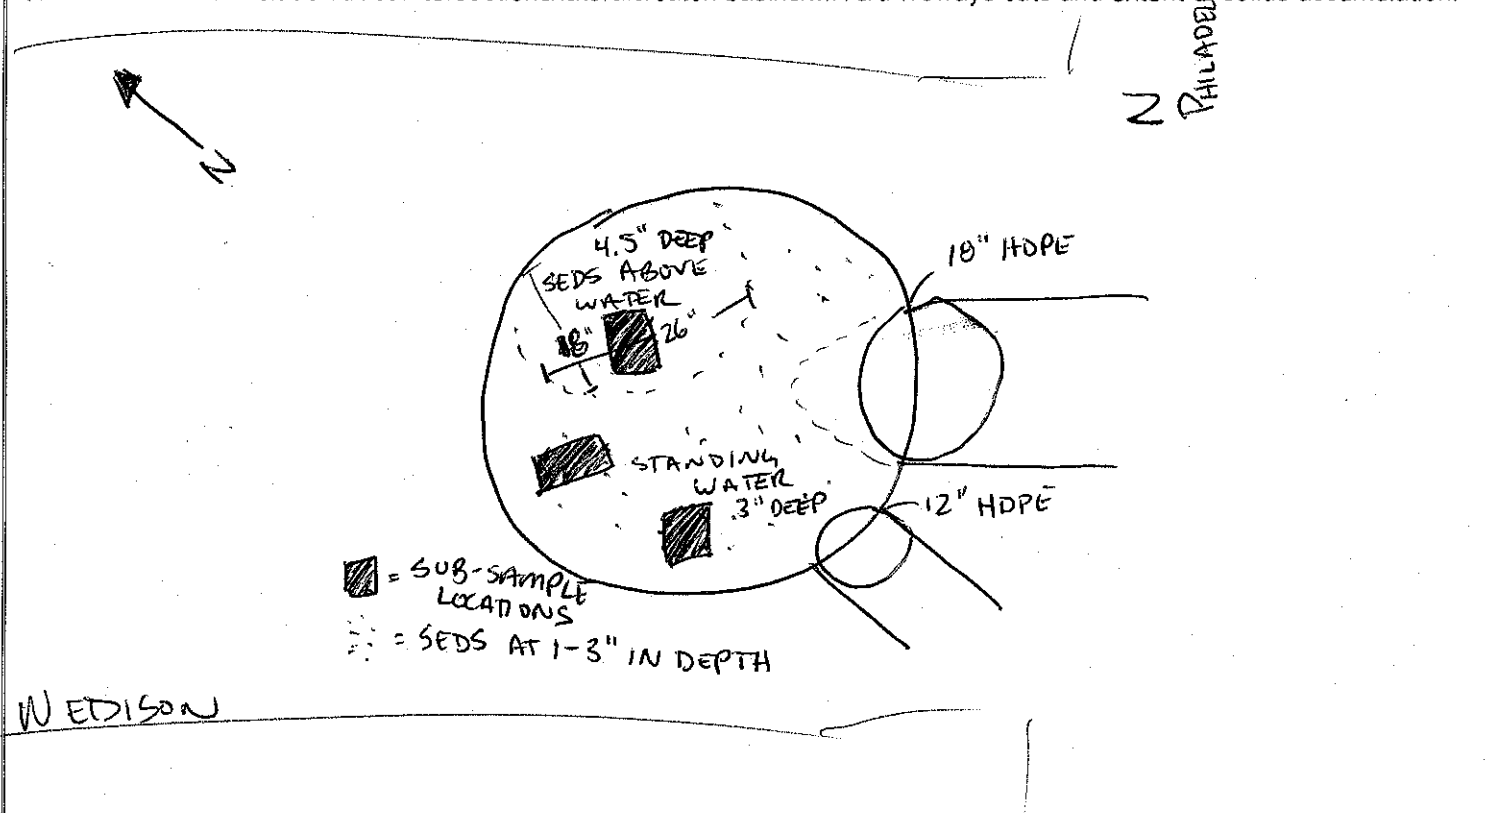 N PHILADEL
N
4.5" DEEP
SEDS ABOVE
WATER
18"
26"
18" HDPE
STANDING
WATER
3" DEEP
12" HDPE
= SUB-SAMPLE
LOCATIONS
= SEDS AT 1-3" IN DEPTH
N EDISON